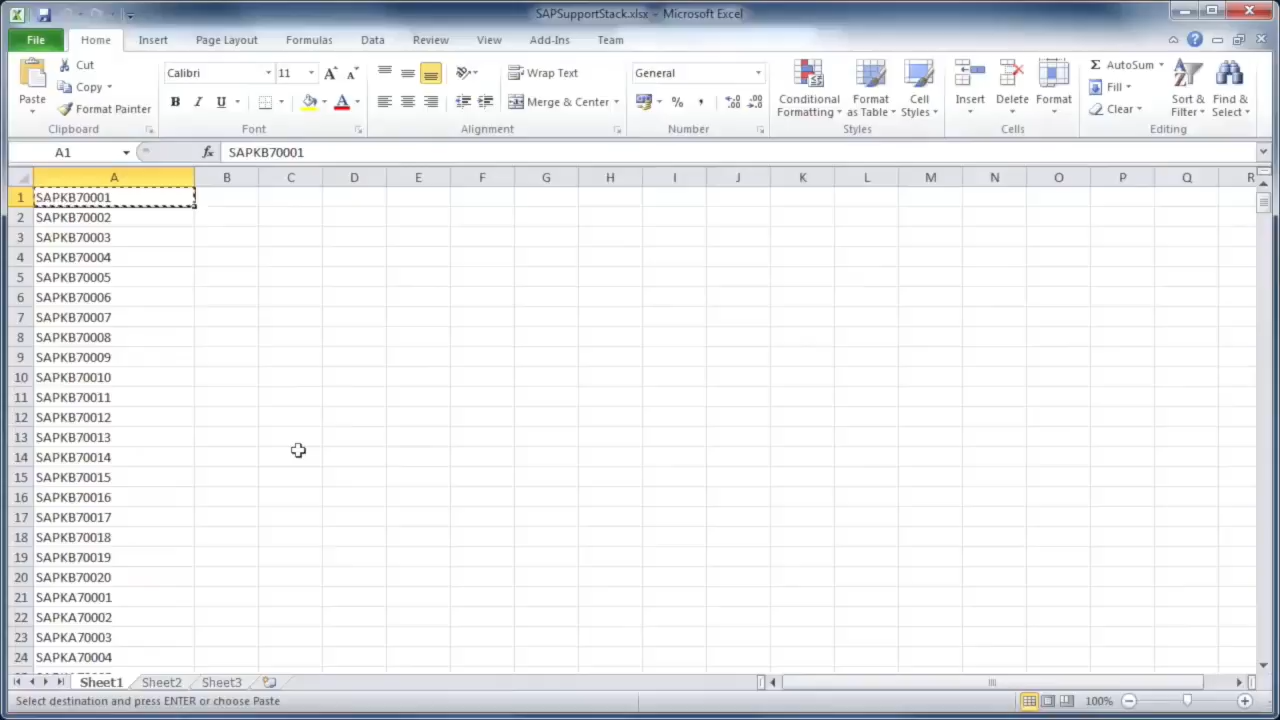 SAPSupportStack.xlsx - Microsoft Excel
File Home Insert Page Layout Formulas Data Review View Add-Ins Team
Paste
Cut
Copy
Format Painter
Clipboard
Calibri 11
B I U
Font
Wrap Text
Merge & Center
Alignment
General
% ,
Number
Conditional Formatting
Format as Table
Cell Styles
Styles
Insert
Delete
Format
Cells
Σ AutoSum
Fill
Clear
Sort & Filter
Find & Select
Editing
A1 fx SAPKB70001
A B C D E F G H I J K L M N O P Q R
1 SAPKB70001
2 SAPKB70002
3 SAPKB70003
4 SAPKB70004
5 SAPKB70005
6 SAPKB70006
7 SAPKB70007
8 SAPKB70008
9 SAPKB70009
10 SAPKB70010
11 SAPKB70011
12 SAPKB70012
13 SAPKB70013
14 SAPKB70014
15 SAPKB70015
16 SAPKB70016
17 SAPKB70017
18 SAPKB70018
19 SAPKB70019
20 SAPKB70020
21 SAPKA70001
22 SAPKA70002
23 SAPKA70003
24 SAPKA70004
Sheet1 Sheet2 Sheet3
Select destination and press ENTER or choose Paste
100%